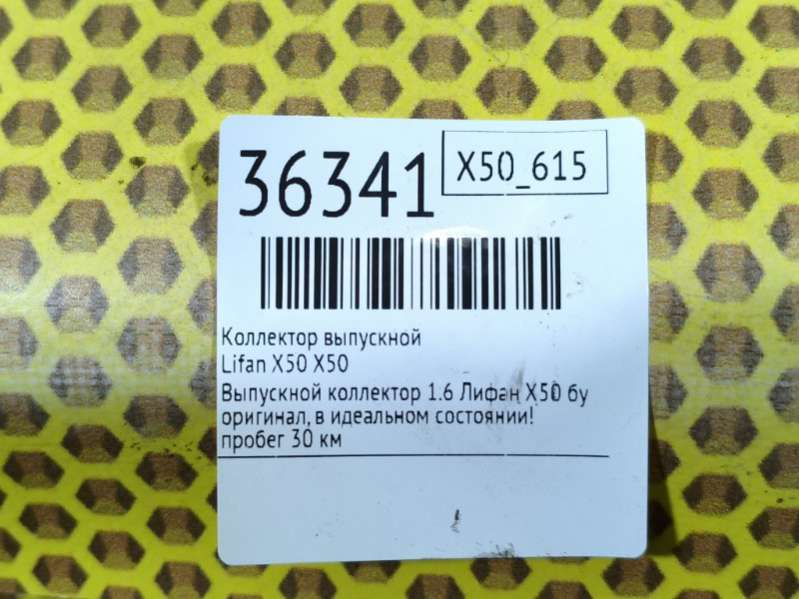 36341
X50_615
Коллектор выпускной
Lifan X50 X50
Выпускной коллектор 1.6 Лифан X50 бу
оригинал, в идеальном состоянии!
пробег 30 км